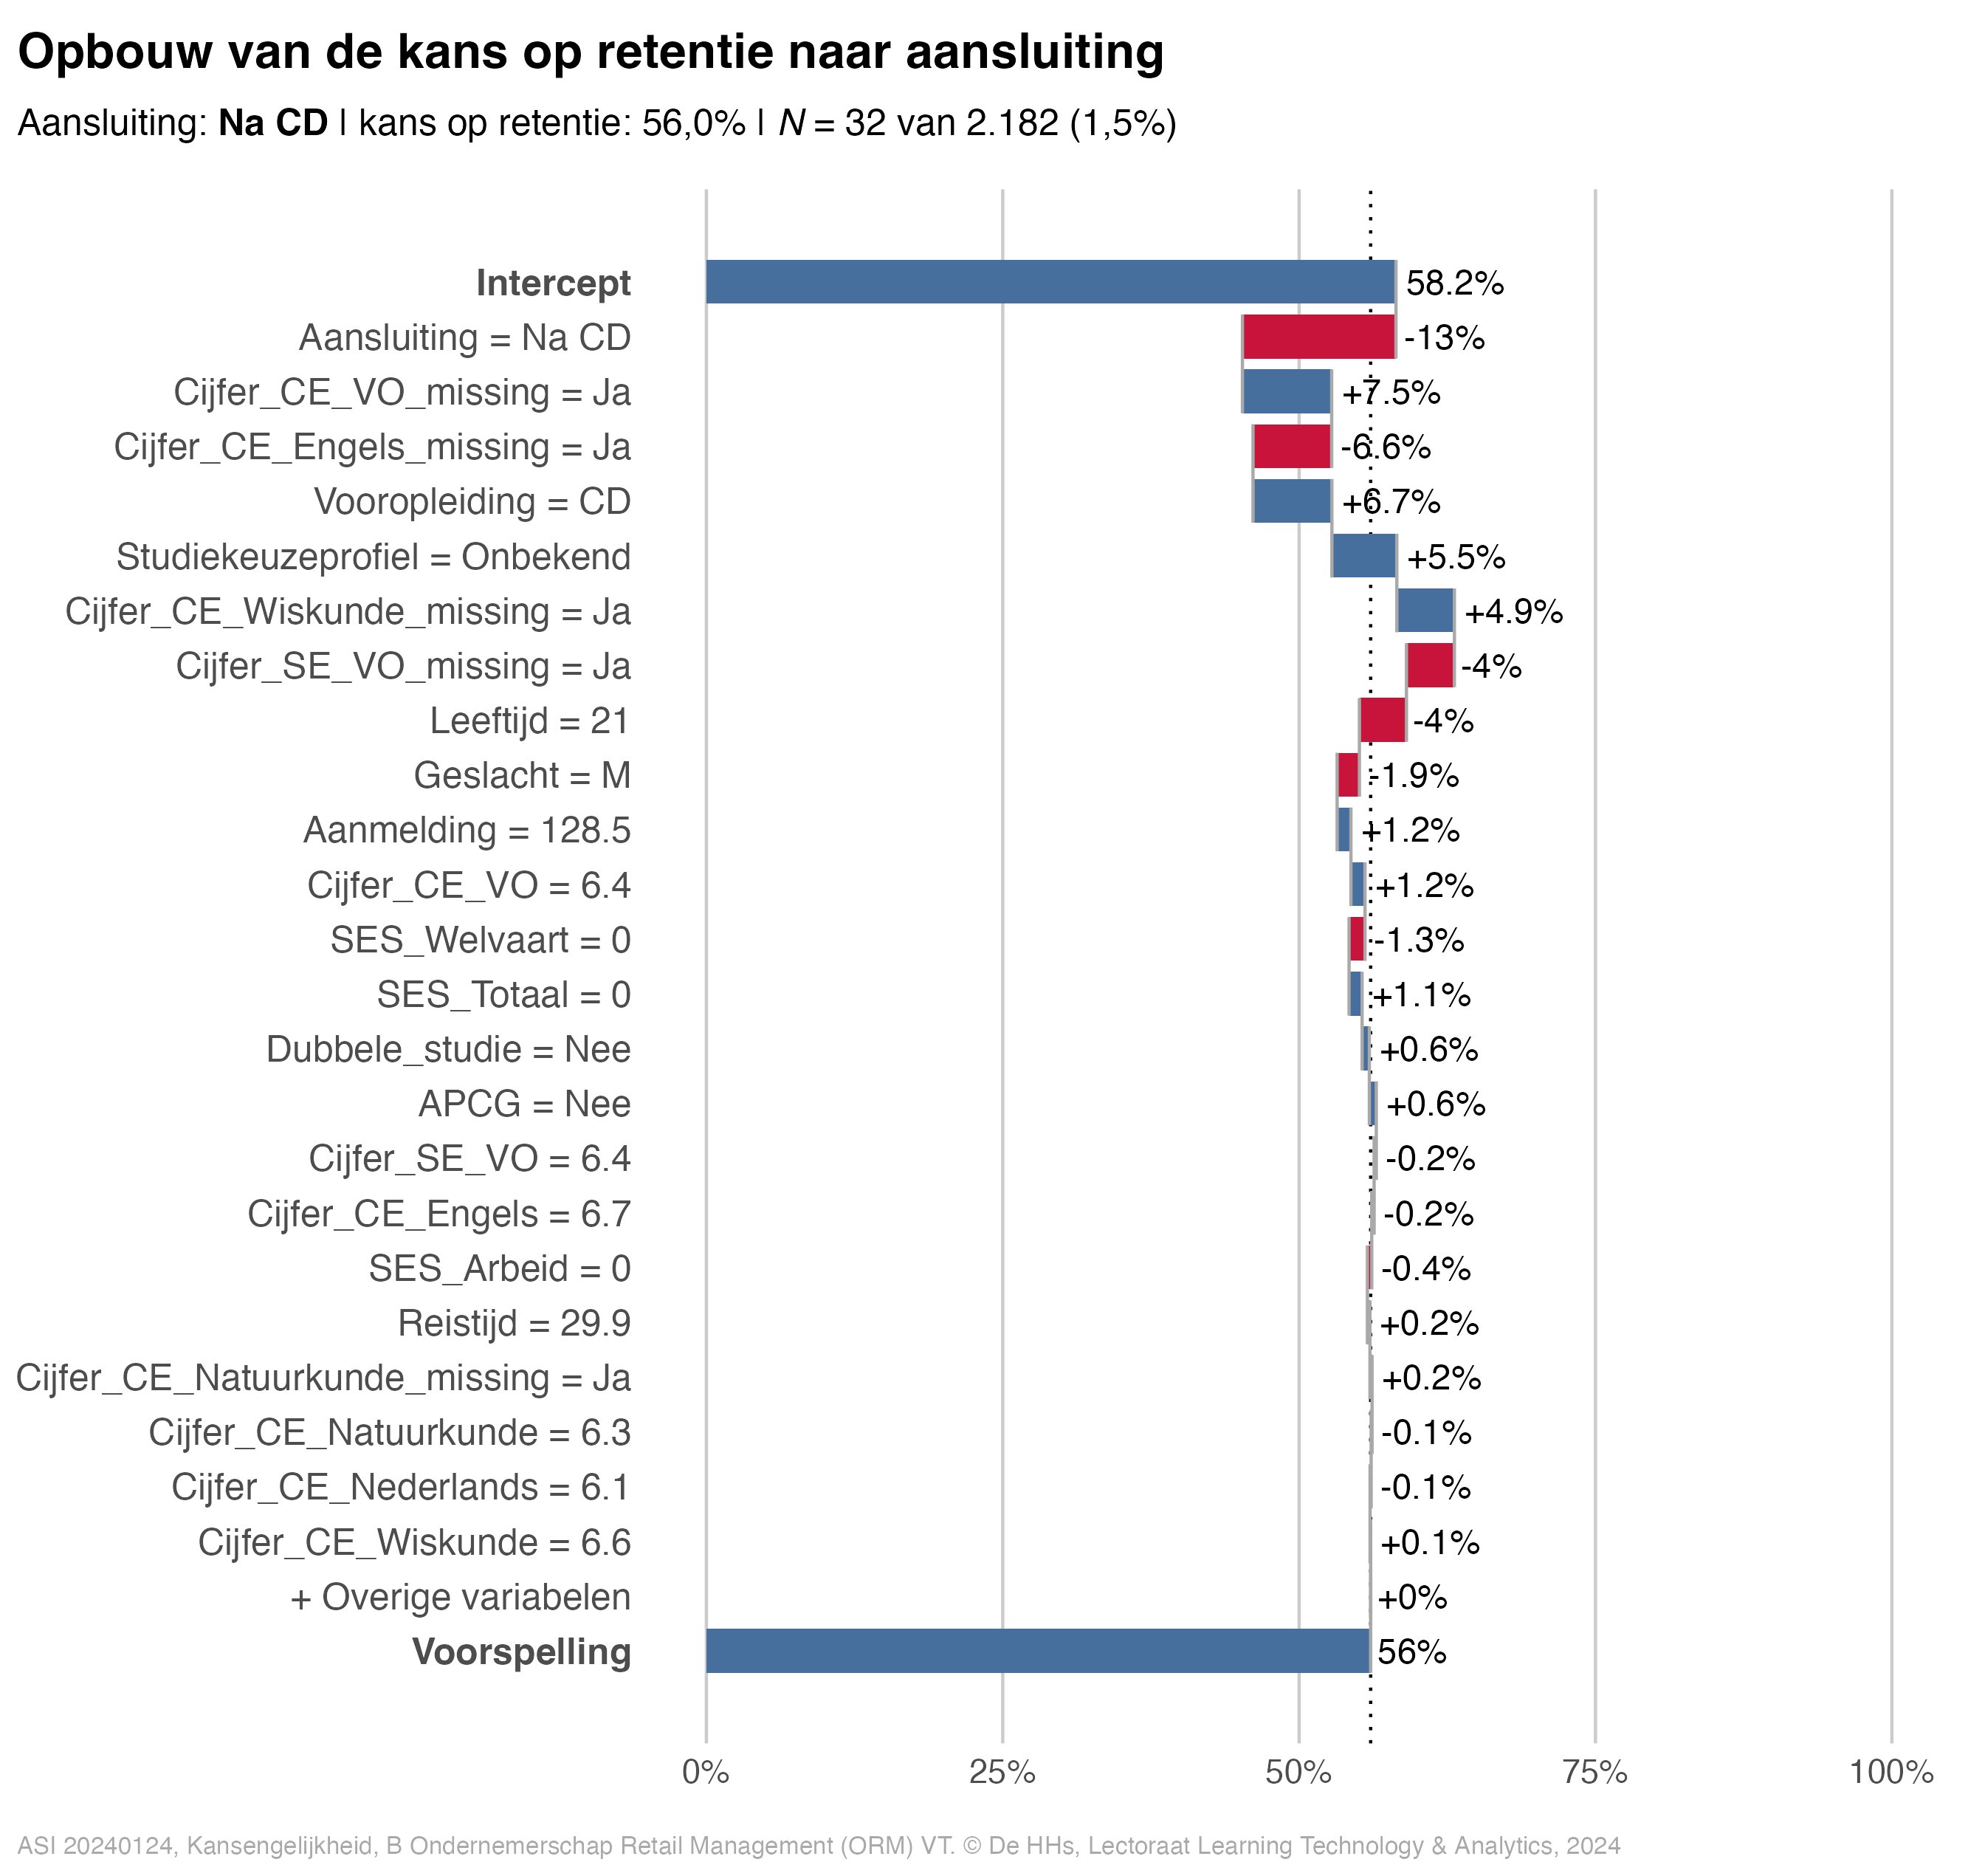 Opbouw van de kans op retentie naar aansluiting
Aansluiting: Na CD | kans op retentie: 56,0% | N = 32 van 2.182 (1,5%)
Intercept 58.2%
Aansluiting = Na CD -13%
Cijfer_CE_VO_missing = Ja +7.5%
Cijfer_CE_Engels_missing = Ja -6.6%
Vooropleiding = CD +6.7%
Studiekeuzeprofiel = Onbekend +5.5%
Cijfer_CE_Wiskunde_missing = Ja +4.9%
Cijfer_SE_VO_missing = Ja -4%
Leeftijd = 21 -4%
Geslacht = M -1.9%
Aanmelding = 128.5 +1.2%
Cijfer_CE_VO = 6.4 +1.2%
SES_Welvaart = 0 -1.3%
SES_Totaal = 0 +1.1%
Dubbele_studie = Nee +0.6%
APCG = Nee +0.6%
Cijfer_SE_VO = 6.4 -0.2%
Cijfer_CE_Engels = 6.7 -0.2%
SES_Arbeid = 0 -0.4%
Reistijd = 29.9 +0.2%
Cijfer_CE_Natuurkunde_missing = Ja +0.2%
Cijfer_CE_Natuurkunde = 6.3 -0.1%
Cijfer_CE_Nederlands = 6.1 -0.1%
Cijfer_CE_Wiskunde = 6.6 +0.1%
+ Overige variabelen +0%
Voorspelling 56%
0% 25% 50% 75% 100%
ASI 20240124, Kansengelijkheid, B Ondernemerschap Retail Management (ORM) VT. © De HHs, Lectoraat Learning Technology & Analytics, 2024